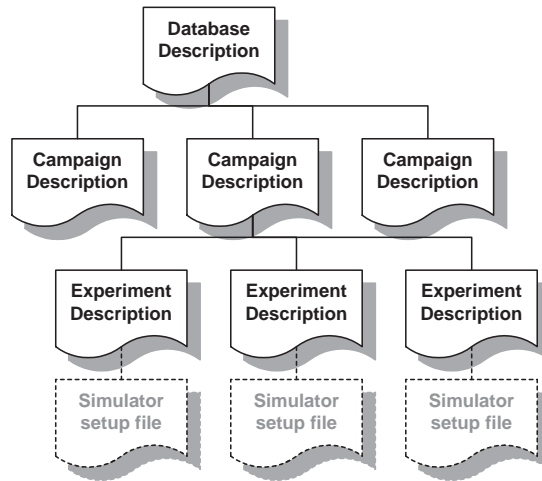 Database
Description
Campaign
Description
Campaign
Description
Campaign
Description
Experiment
Description
Experiment
Description
Experiment
Description
Simulator
setup file
Simulator
setup file
Simulator
setup file